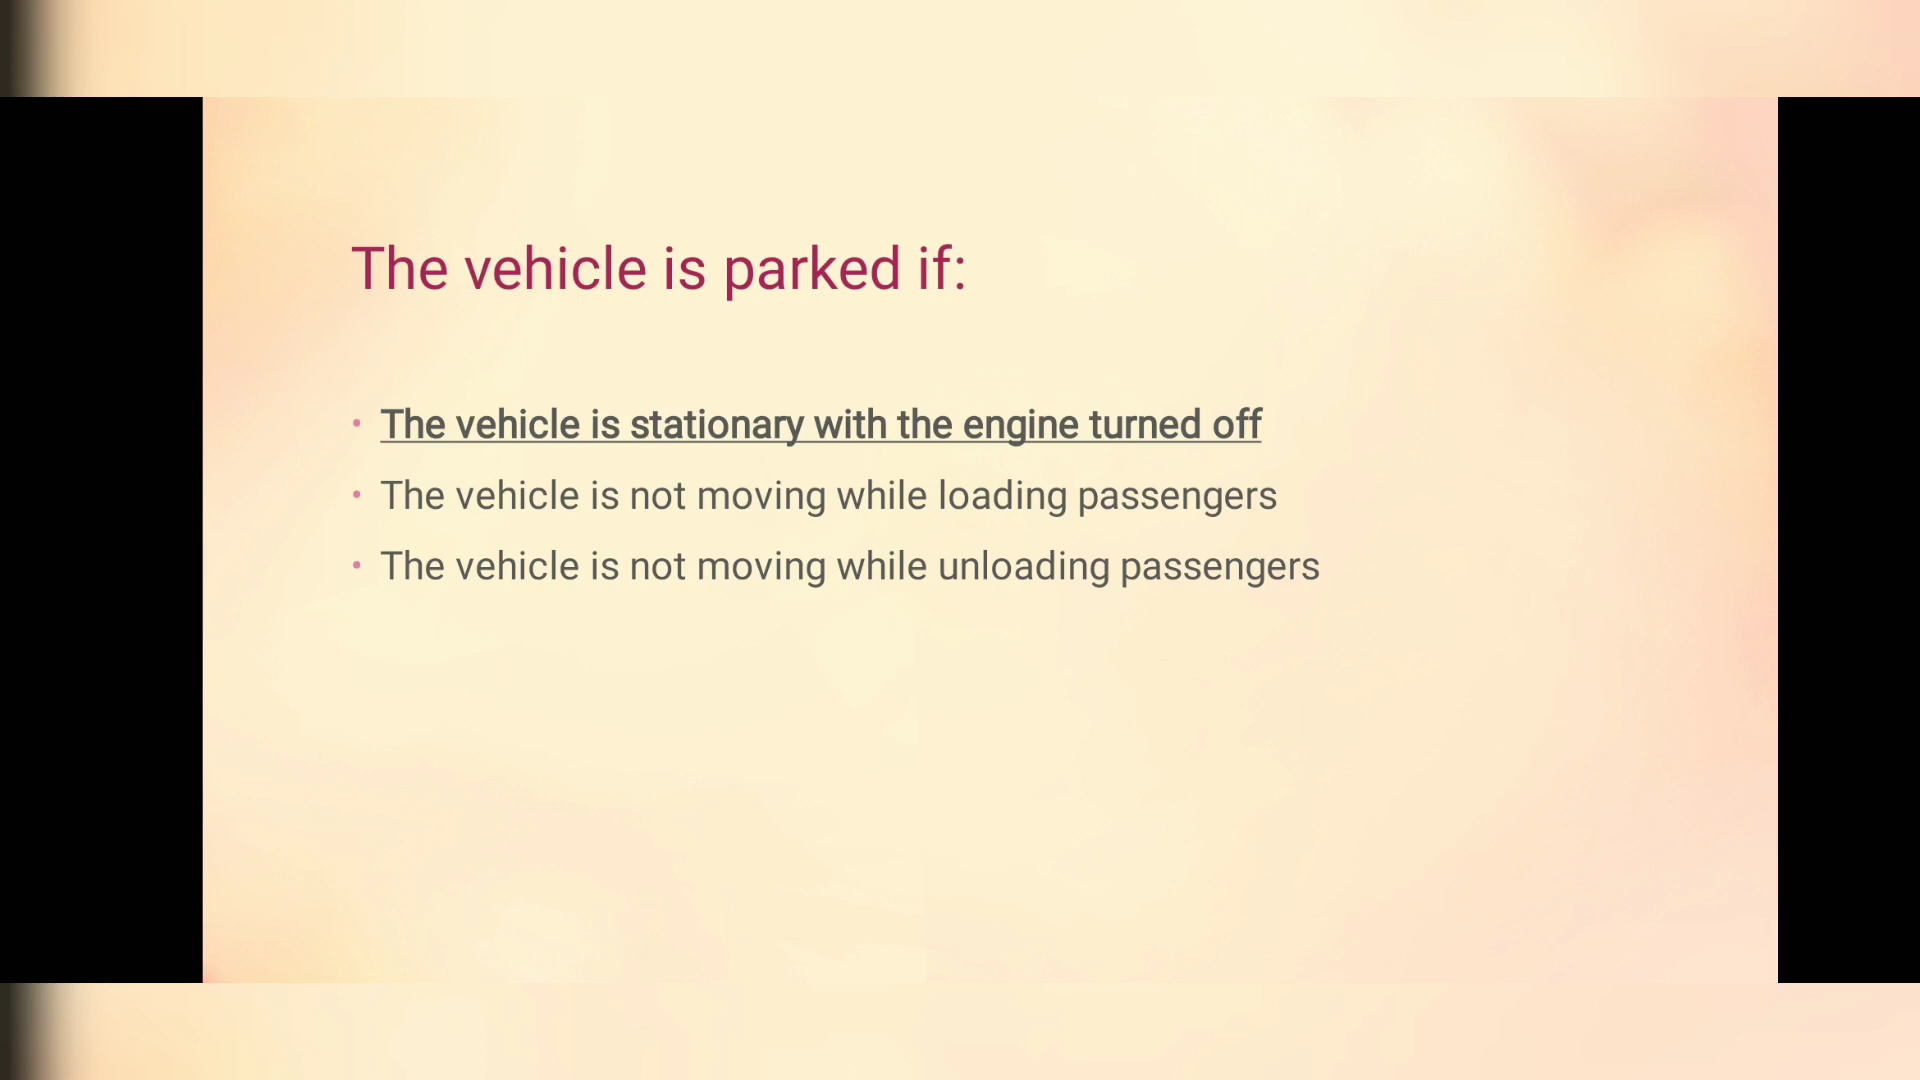 The vehicle is parked if:
• The vehicle is stationary with the engine turned off
• The vehicle is not moving while loading passengers
• The vehicle is not moving while unloading passengers